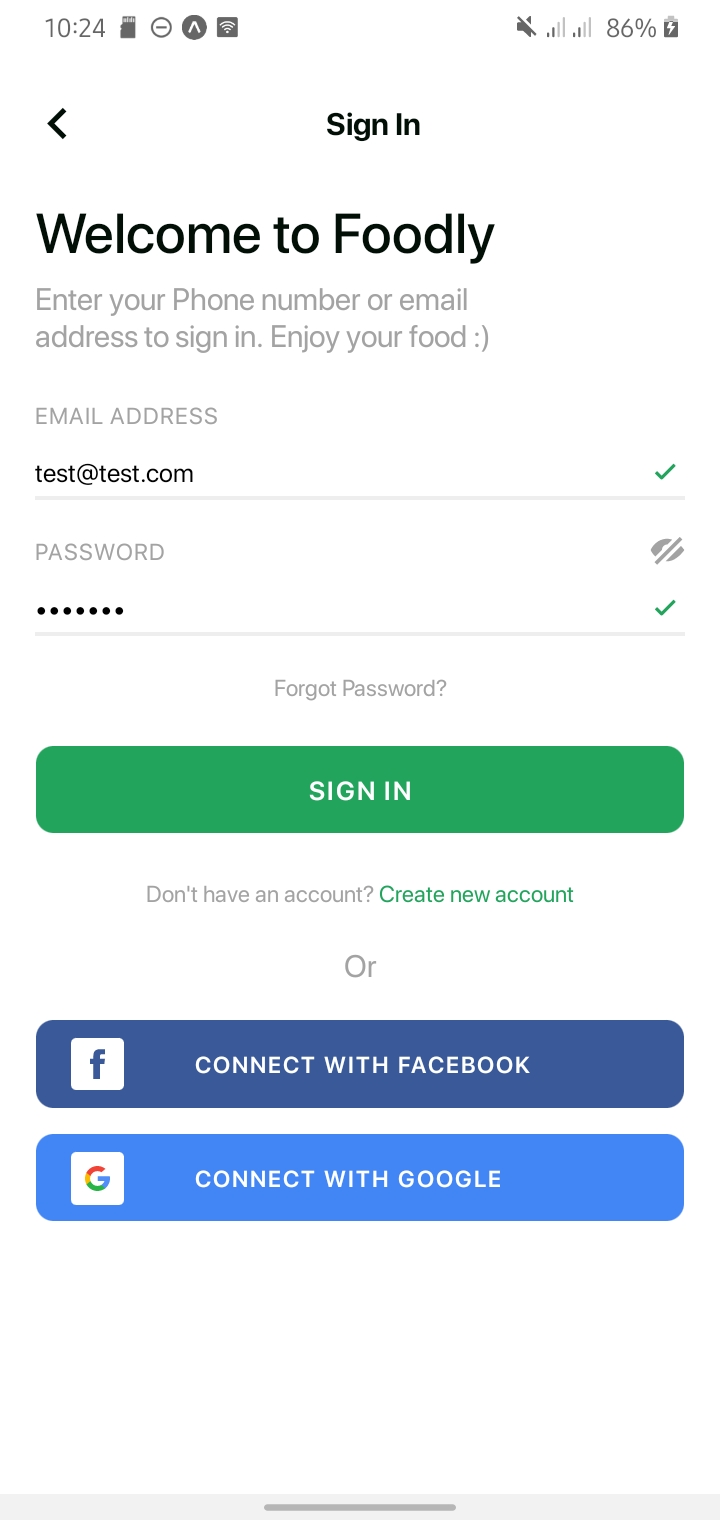 10:24 86%
Sign In
Welcome to Foodly
Enter your Phone number or email
address to sign in. Enjoy your food :)
EMAIL ADDRESS
test@test.com
PASSWORD
•••••••
Forgot Password?
SIGN IN
Don't have an account? Create new account
Or
f CONNECT WITH FACEBOOK
G CONNECT WITH GOOGLE